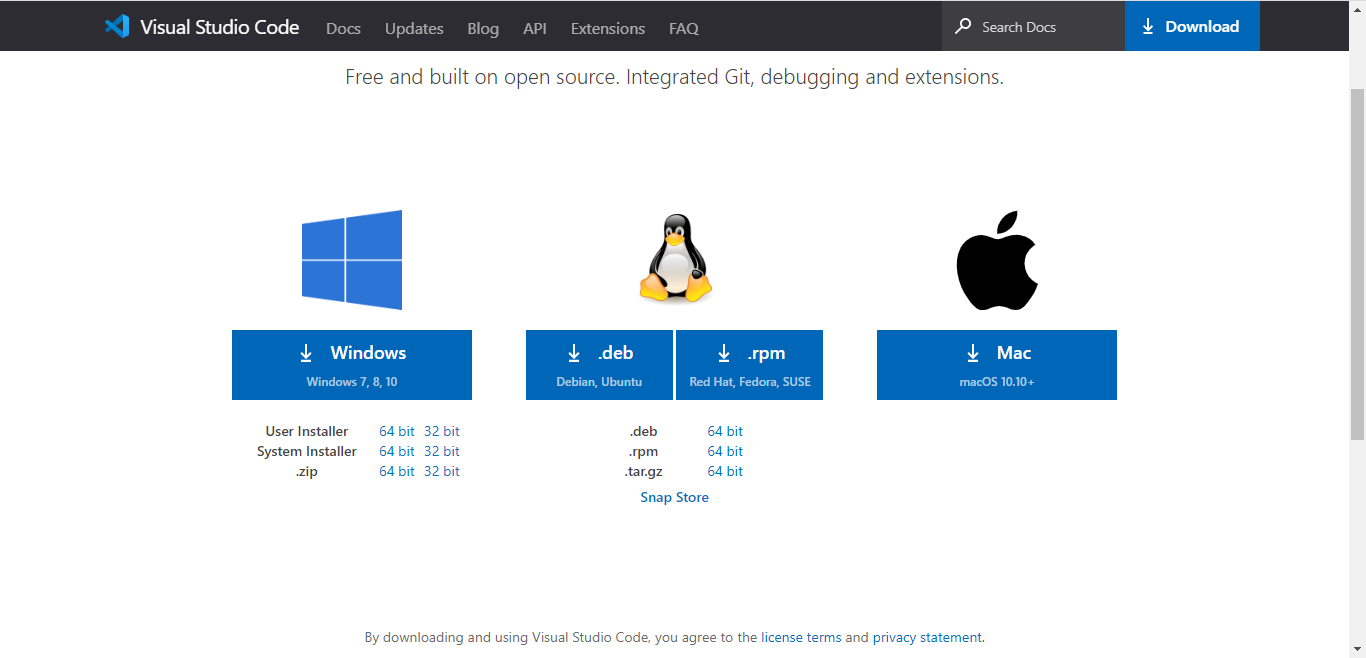 Visual Studio Code Docs Updates Blog API Extensions FAQ Search Docs Download
Free and built on open source. Integrated Git, debugging and extensions.
Windows
Windows 7, 8, 10
.deb
Debian, Ubuntu
.rpm
Red Hat, Fedora, SUSE
Mac
macOS 10.10+
User Installer 64 bit 32 bit
System Installer 64 bit 32 bit
.zip 64 bit 32 bit
.deb 64 bit
.rpm 64 bit
.tar.gz 64 bit
Snap Store
By downloading and using Visual Studio Code, you agree to the license terms and privacy statement.